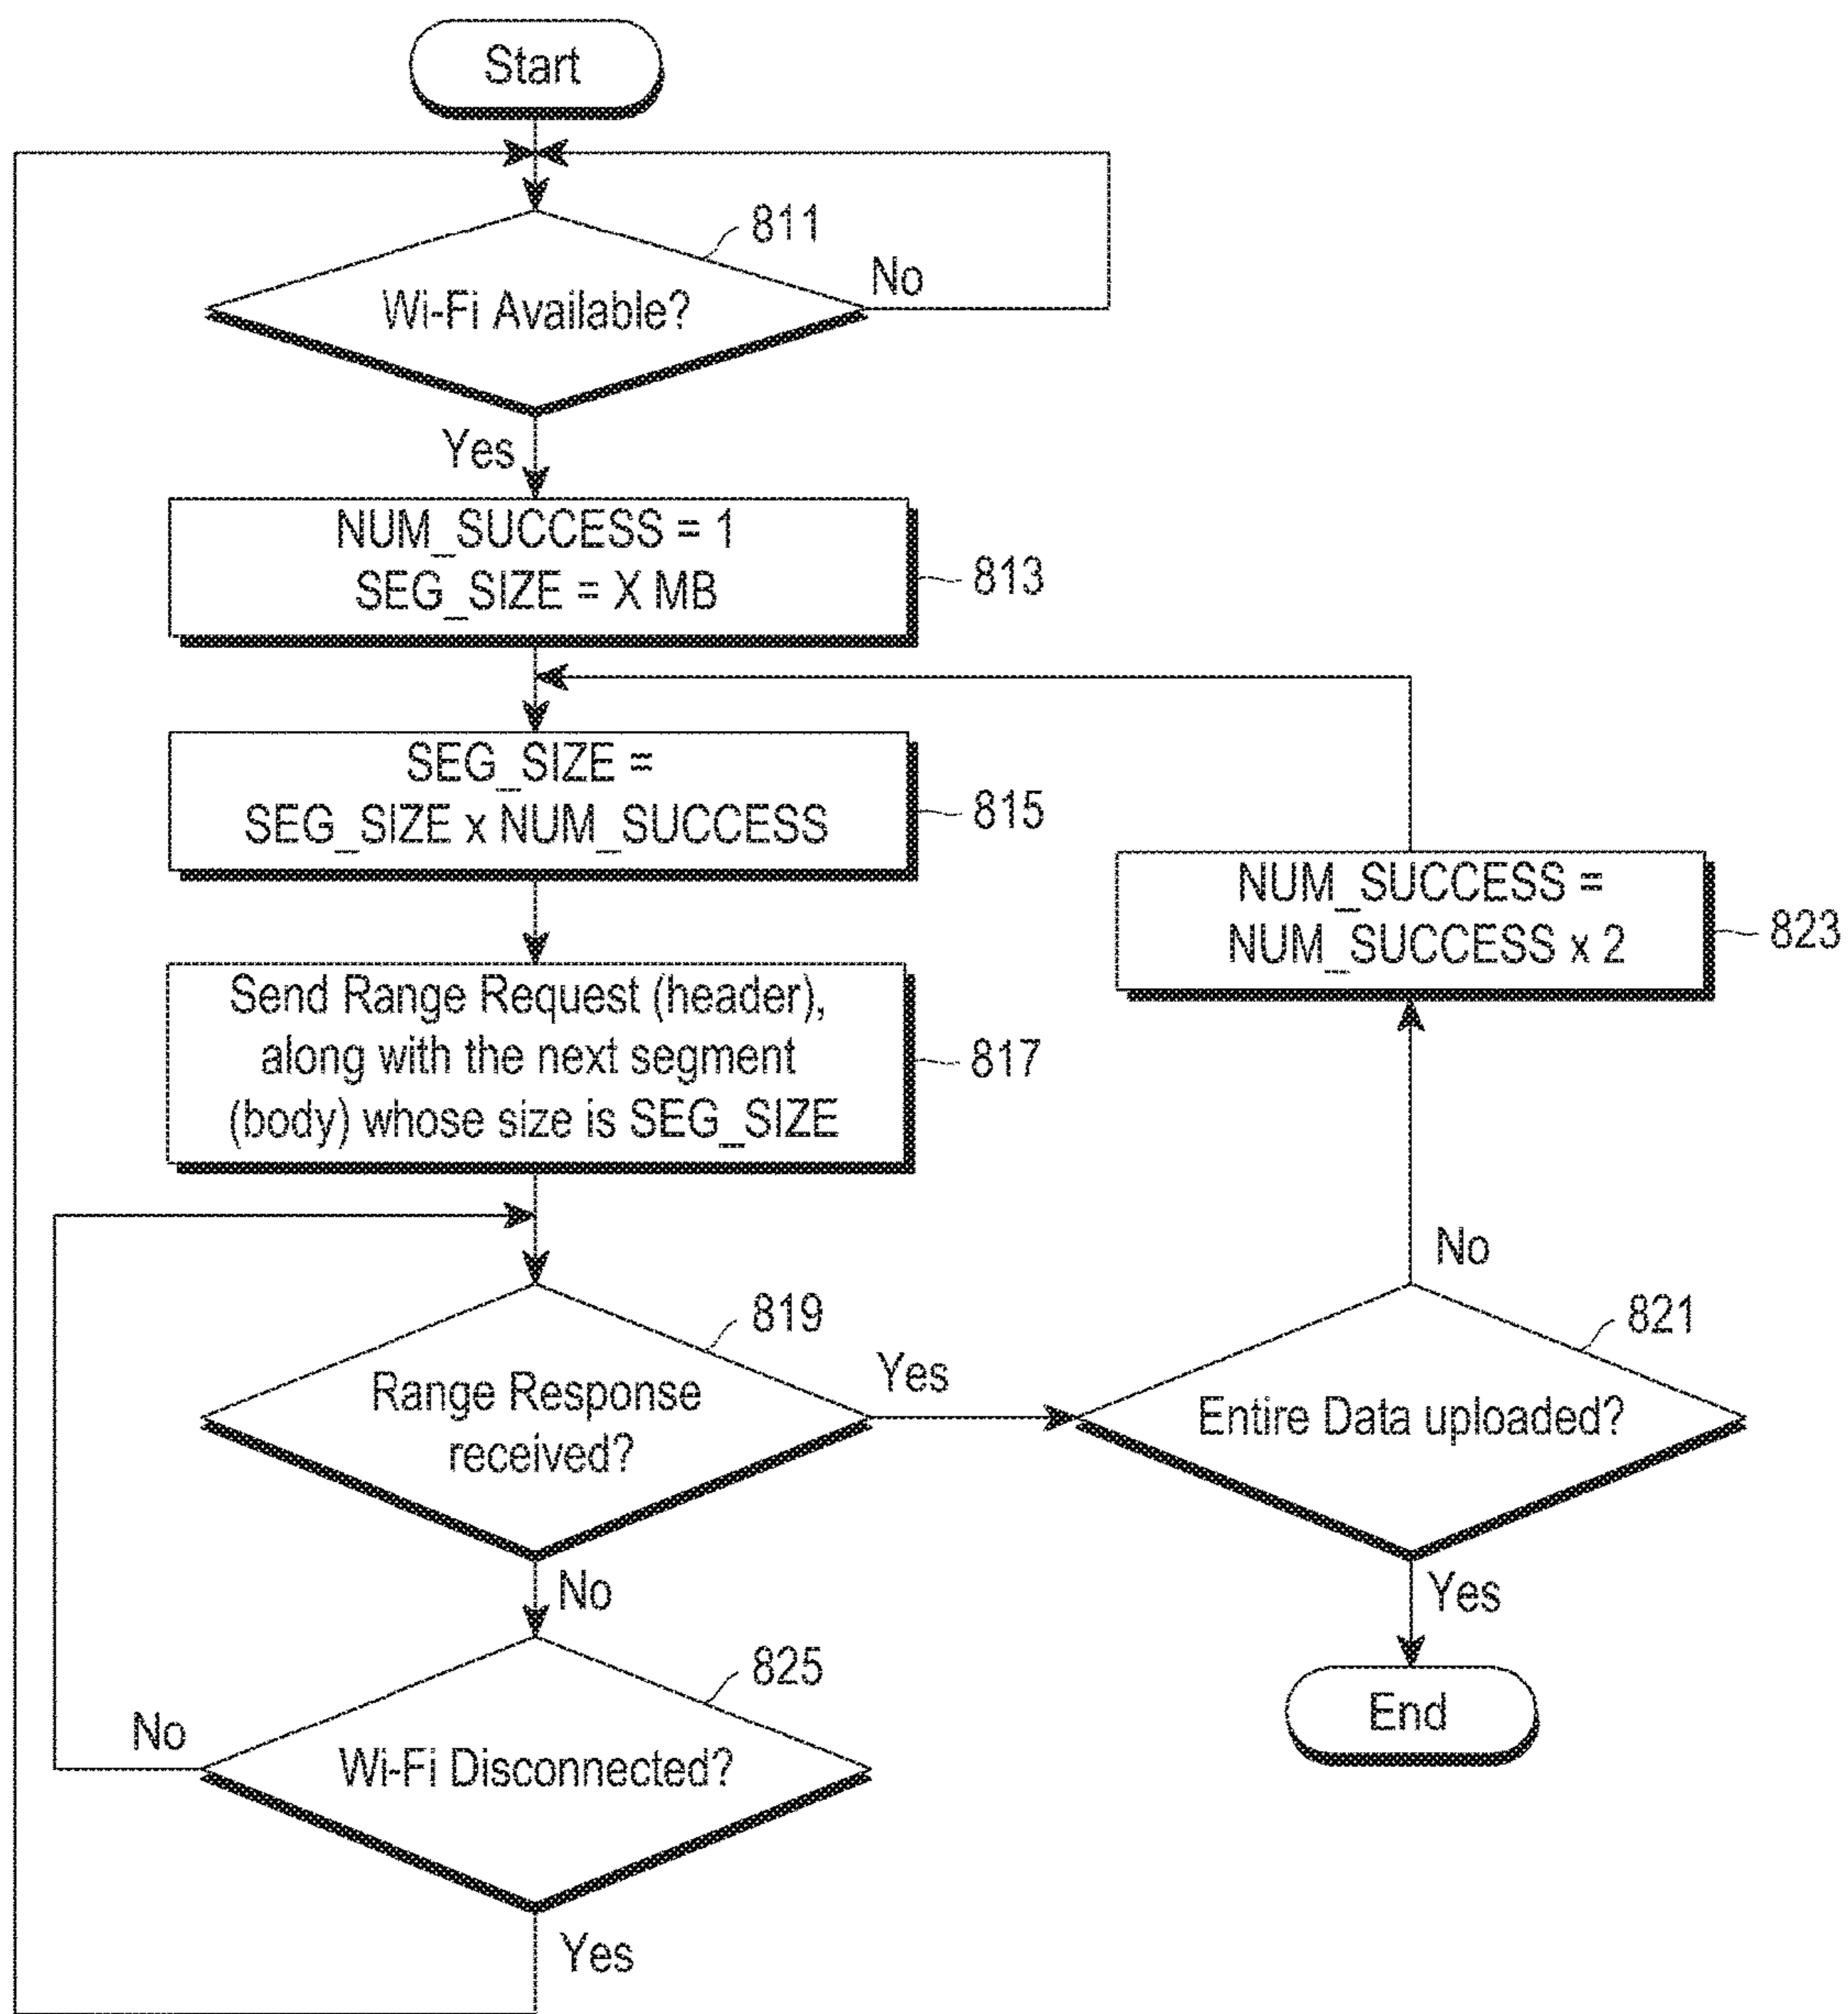 Start
811
No
Wi-Fi Available?
Yes
NUM_SUCCESS = 1
SEG_SIZE = X MB
813
SEG_SIZE =
SEG_SIZE x NUM_SUCCESS
815
NUM_SUCCESS =
NUM_SUCCESS x 2
823
Send Range Request (header),
along with the next segment
(body) whose size is SEG_SIZE
817
No
819
821
Range Response
received?
Yes
Entire Data uploaded?
No
Yes
825
No
Wi-Fi Disconnected?
End
Yes